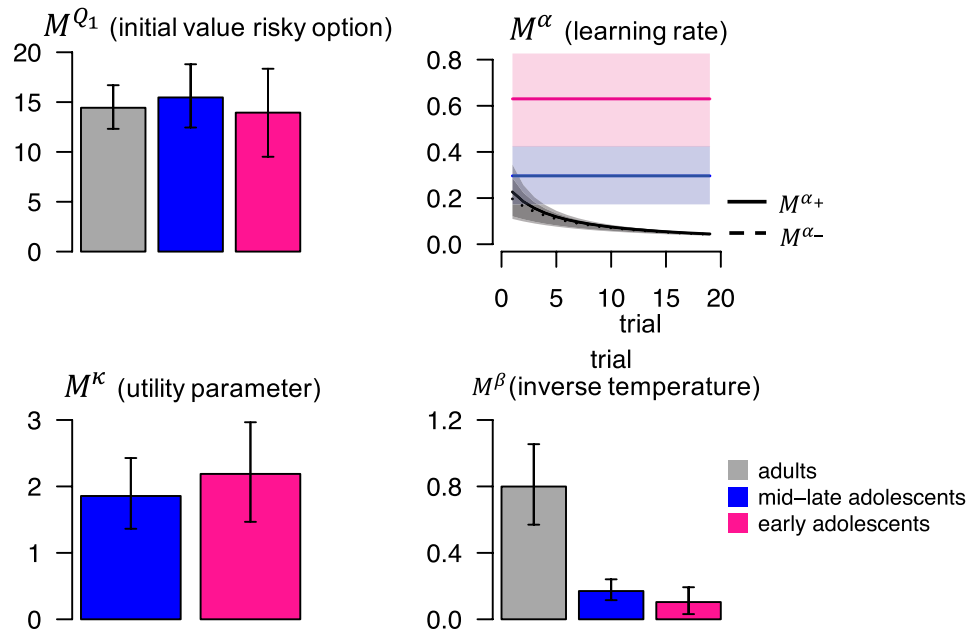 M^Q₁ (initial value risky option)
20
15
10
5
0
M^α (learning rate)
0.8
0.6
0.4
0.2
0.0
0 5 10 15 20
trial
M^α+
M^α−
trial
M^κ (utility parameter)
3
2
1
0
M^β (inverse temperature)
1.2
0.8
0.4
0.0
adults
mid−late adolescents
early adolescents